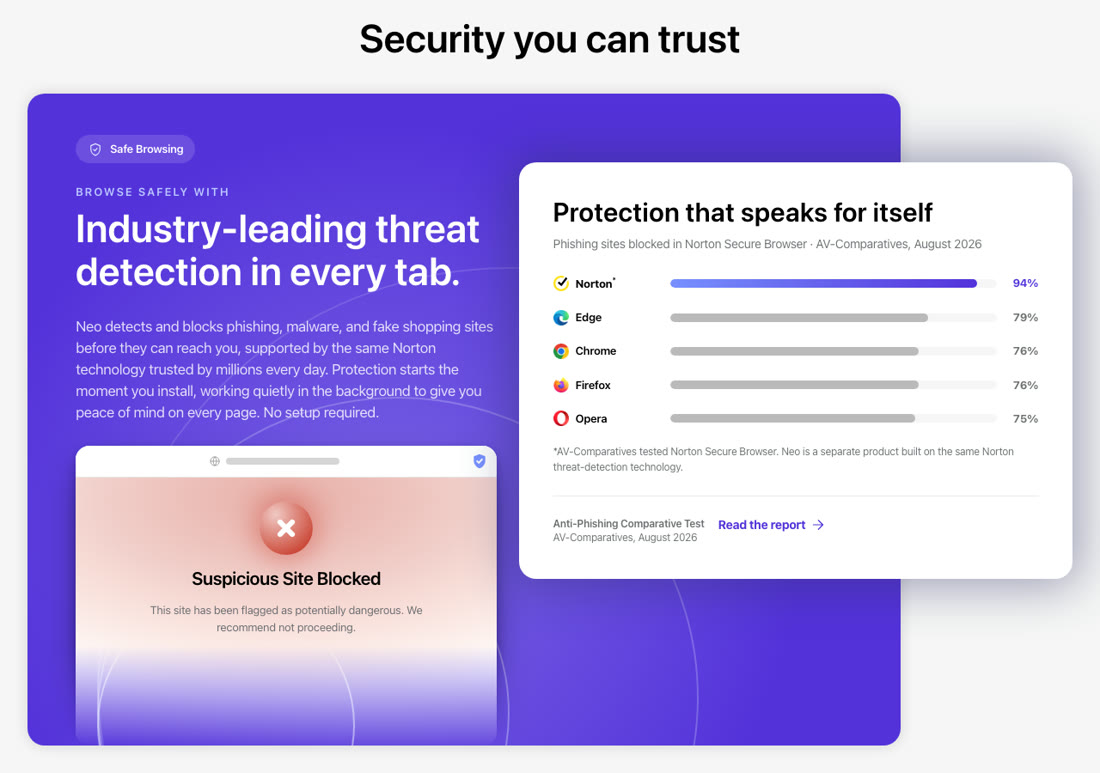 Security you can trust
Safe Browsing
BROWSE SAFELY WITH
Industry-leading threat
detection in every tab.
Neo detects and blocks phishing, malware, and fake shopping sites
before they can reach you, supported by the same Norton
technology trusted by millions every day. Protection starts the
moment you install, working quietly in the background to give you
peace of mind on every page. No setup required.
Suspicious Site Blocked
This site has been flagged as potentially dangerous. We
recommend not proceeding.
Protection that speaks for itself
Phishing sites blocked in Norton Secure Browser · AV-Comparatives, August 2026
Norton* 94%
Edge 79%
Chrome 76%
Firefox 76%
Opera 75%
*AV-Comparatives tested Norton Secure Browser. Neo is a separate product built on the same Norton
threat-detection technology.
Anti-Phishing Comparative Test Read the report →
AV-Comparatives, August 2026